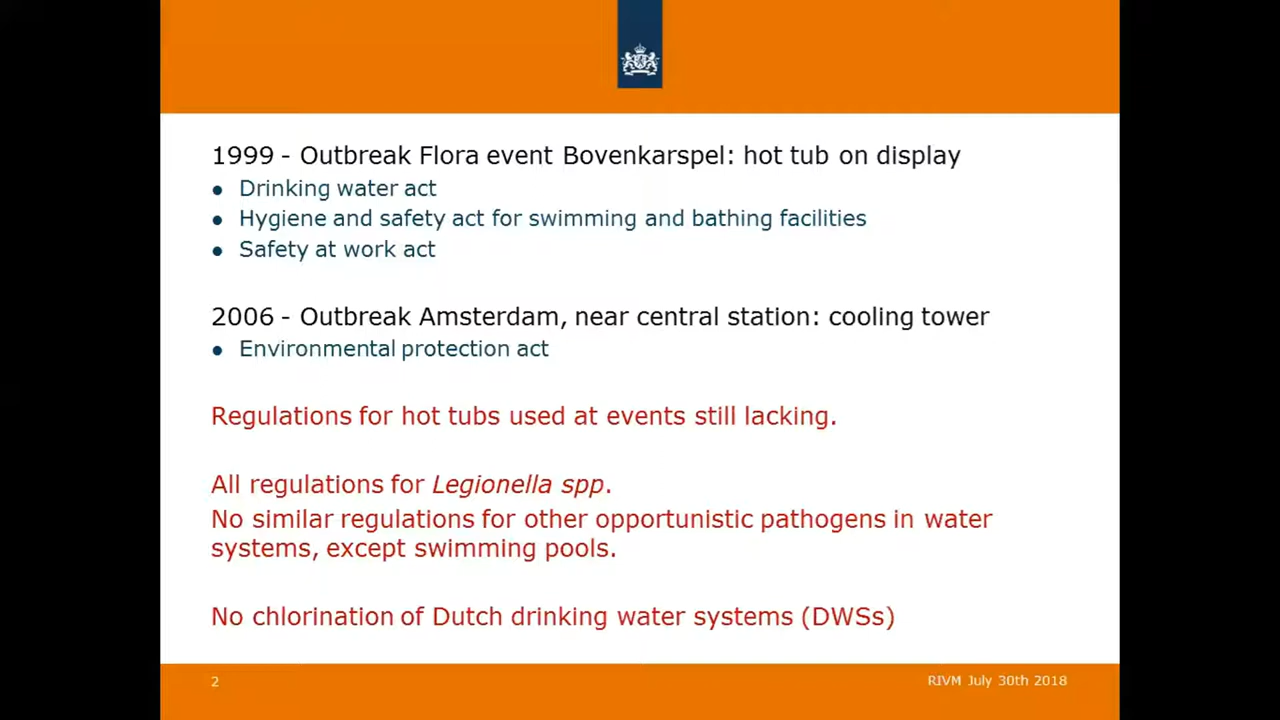 1999 - Outbreak Flora event Bovenkarspel: hot tub on display
● Drinking water act
● Hygiene and safety act for swimming and bathing facilities
● Safety at work act
2006 - Outbreak Amsterdam, near central station: cooling tower
● Environmental protection act
Regulations for hot tubs used at events still lacking.
All regulations for Legionella spp.
No similar regulations for other opportunistic pathogens in water
systems, except swimming pools.
No chlorination of Dutch drinking water systems (DWSs)
2
RIVM July 30th 2018